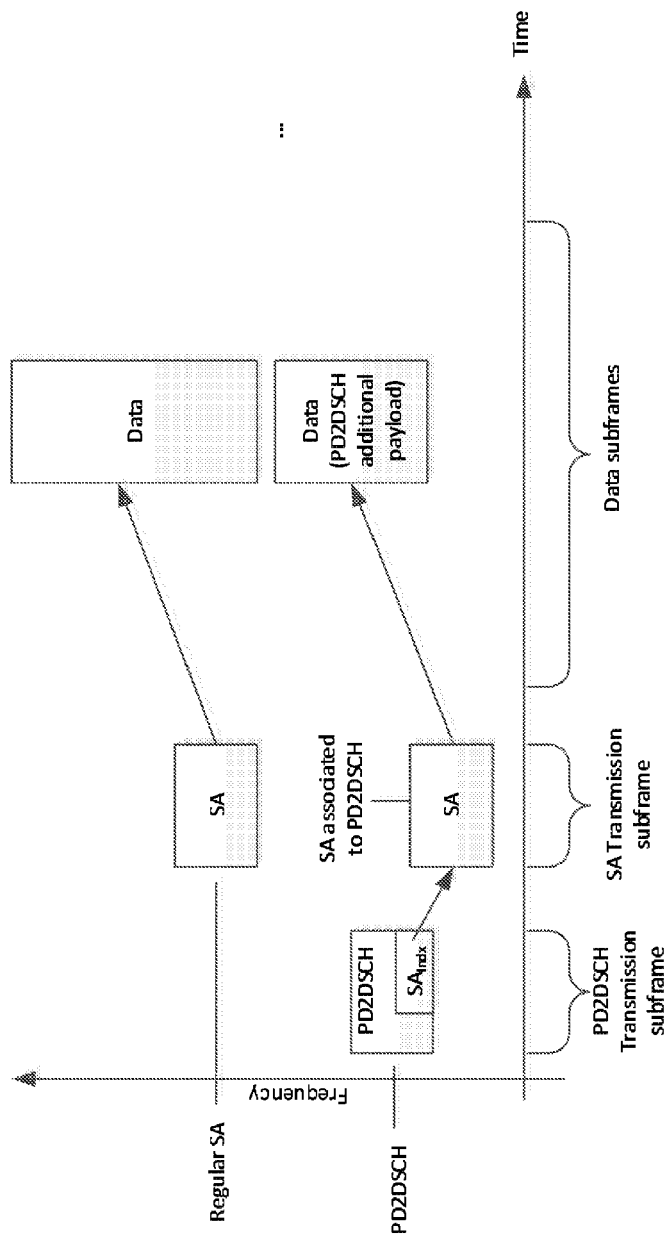 Frequency
Regular SA
PD2DSCH
SA
Data
PD2DSCH
SAIndx
SA associated
to PD2DSCH
SA
Data
(PD2DSCH
additional
payload)
...
Time
PD2DSCH
Transmission
subframe
SA Transmission
subframe
Data subframes